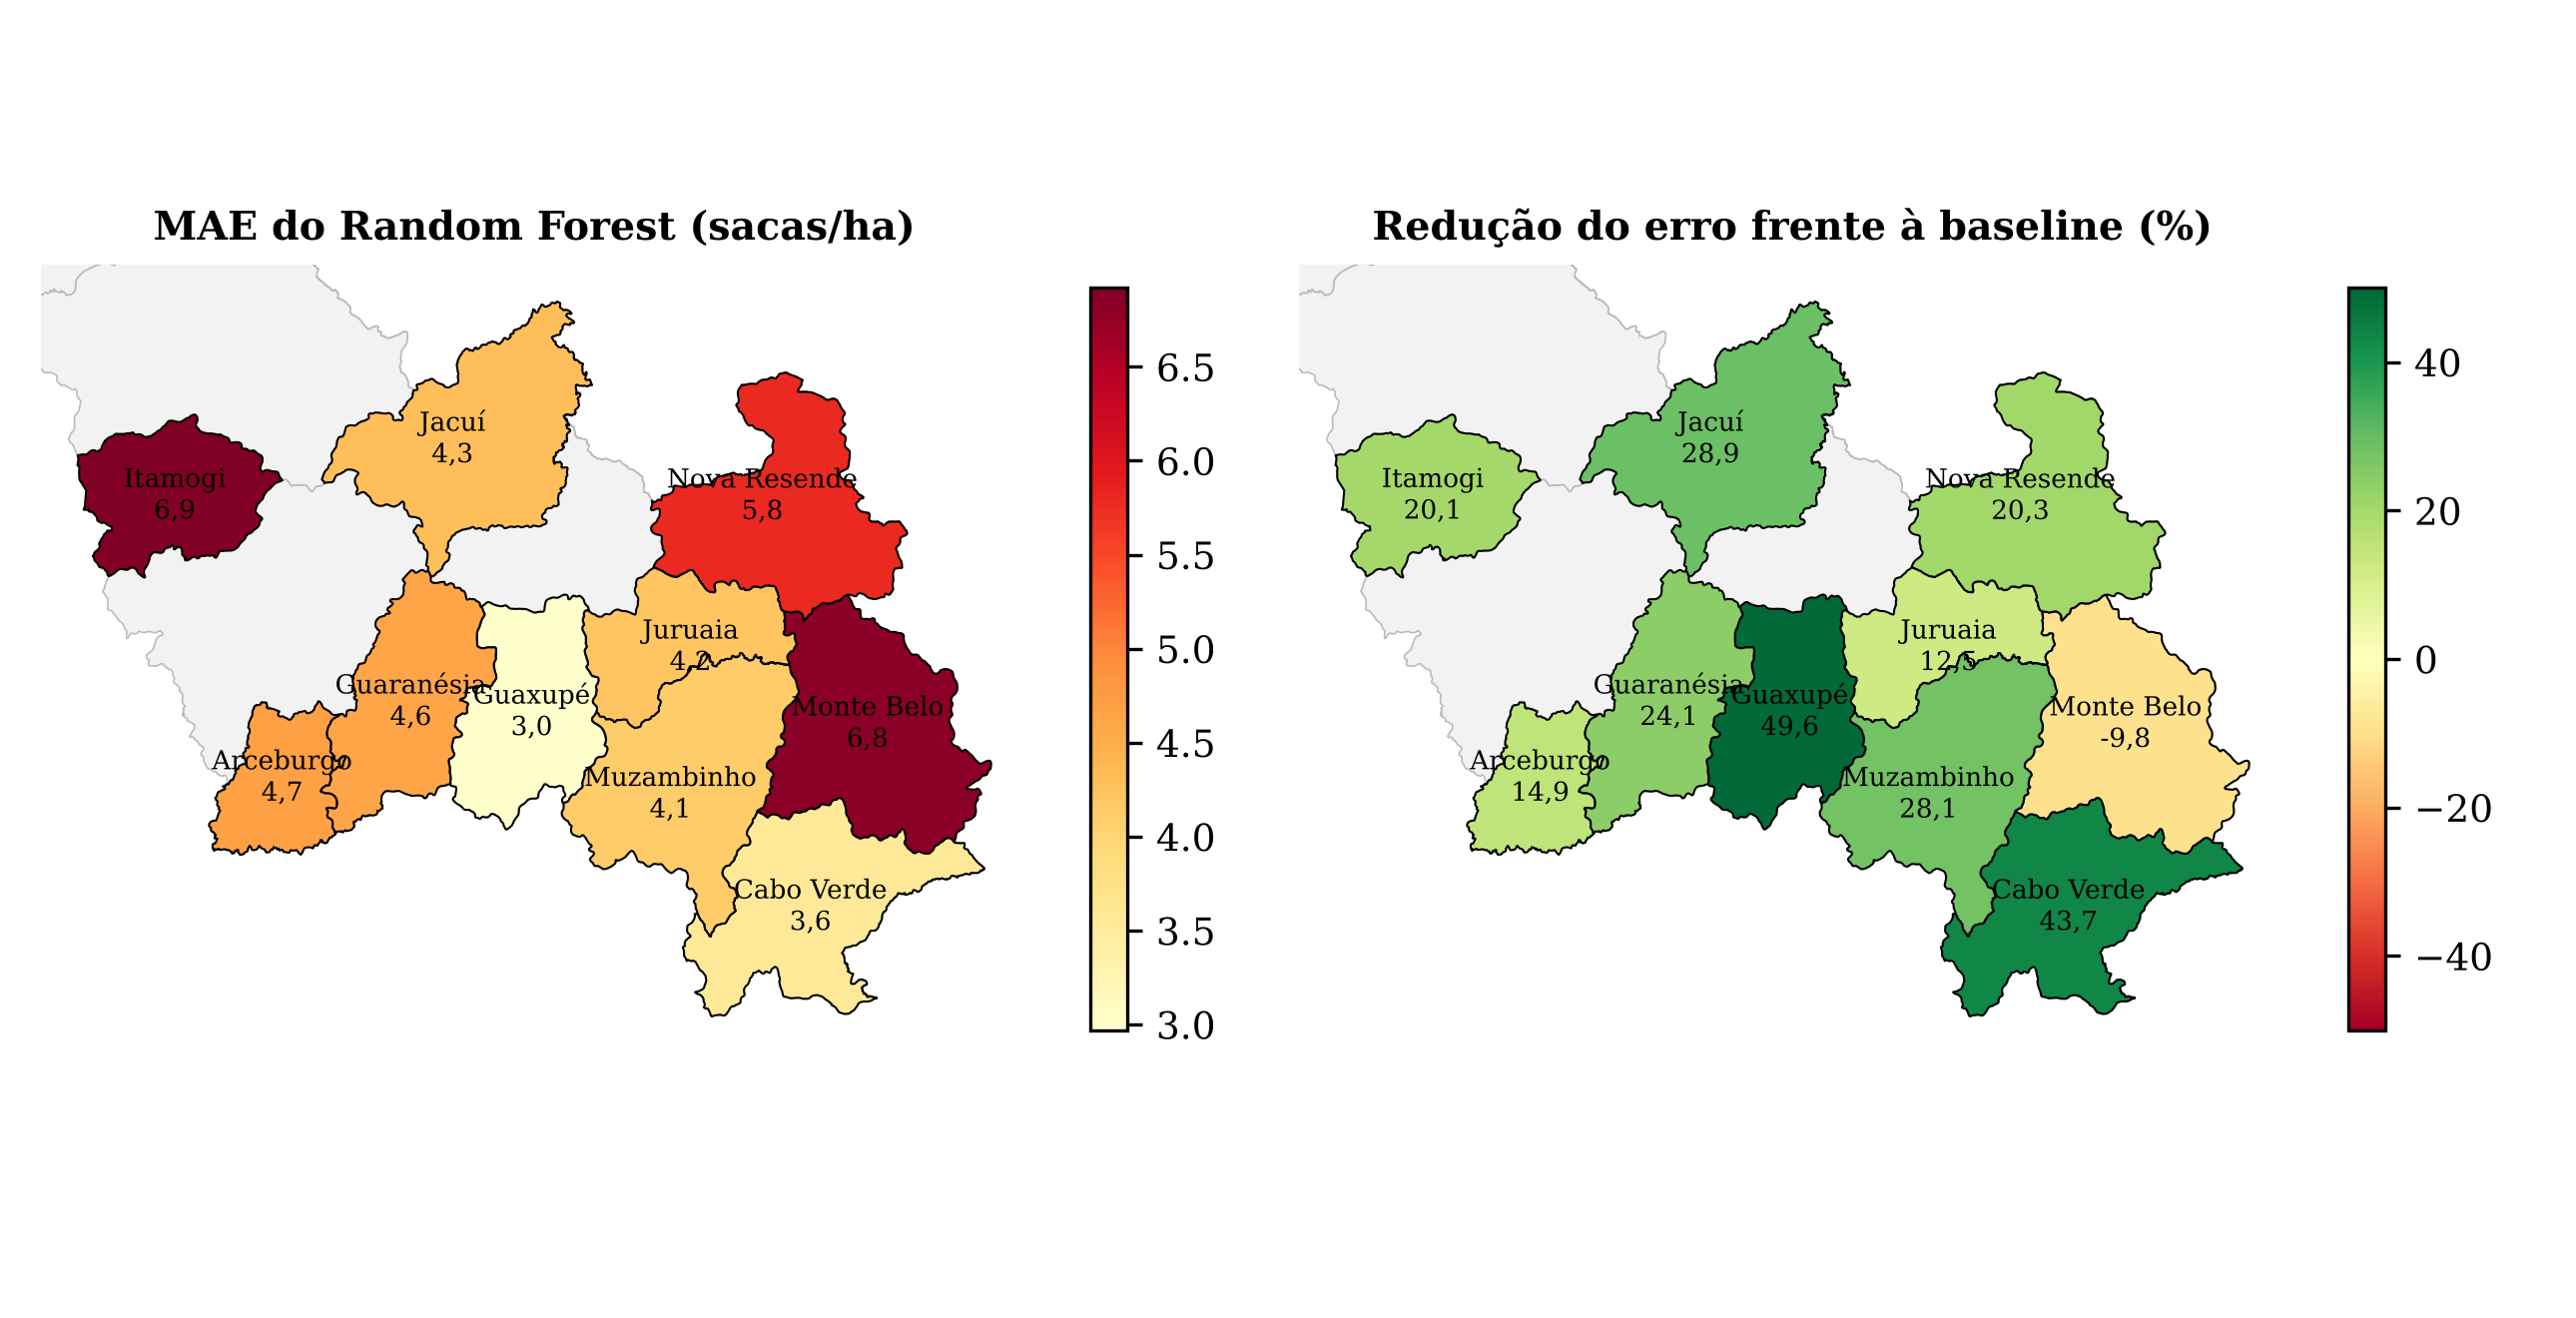 MAE do Random Forest (sacas/ha)
Jacuí
4,3
Itamogi
6,9
Nova Resende
5,8
Juruaia
4,2
Guaranésia
4,6
Guaxupé
3,0
Monte Belo
6,8
Arceburgo
4,7
Muzambinho
4,1
Cabo Verde
3,6
6.5
6.0
5.5
5.0
4.5
4.0
3.5
3.0
Redução do erro frente à baseline (%)
Jacuí
28,9
Itamogi
20,1
Nova Resende
20,3
Juruaia
12,5
Guaranésia
24,1
Guaxupé
49,6
Monte Belo
-9,8
Arceburgo
14,9
Muzambinho
28,1
Cabo Verde
43,7
40
20
0
−20
−40